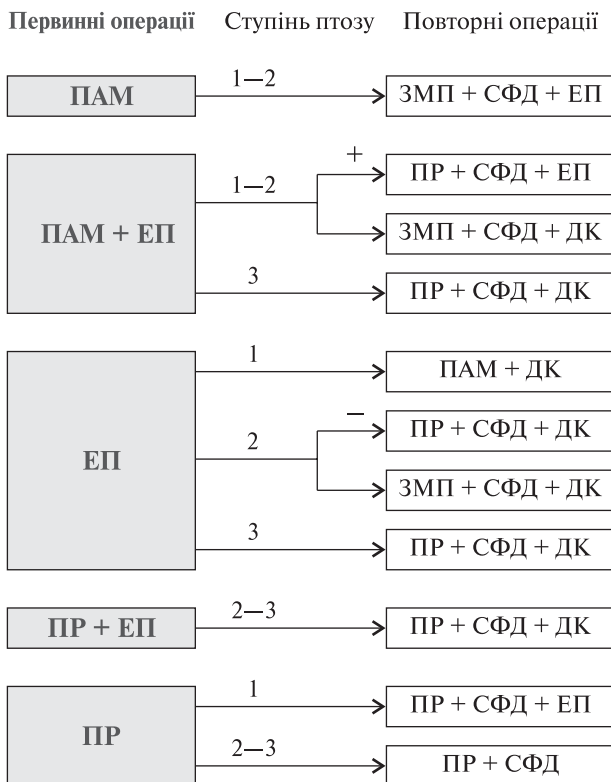 Первинні операції Ступінь птозу Повторні операції
ПАМ 1—2 ЗМП + СФД + ЕП
ПАМ + ЕП 1—2 + ПР + СФД + ЕП
ЗМП + СФД + ДК
3 ПР + СФД + ДК
ЕП 1 ПАМ + ДК
2 — ПР + СФД + ДК
ЗМП + СФД + ДК
3 ПР + СФД + ДК
ПР + ЕП 2—3 ПР + СФД + ДК
ПР 1 ПР + СФД + ЕП
2—3 ПР + СФД